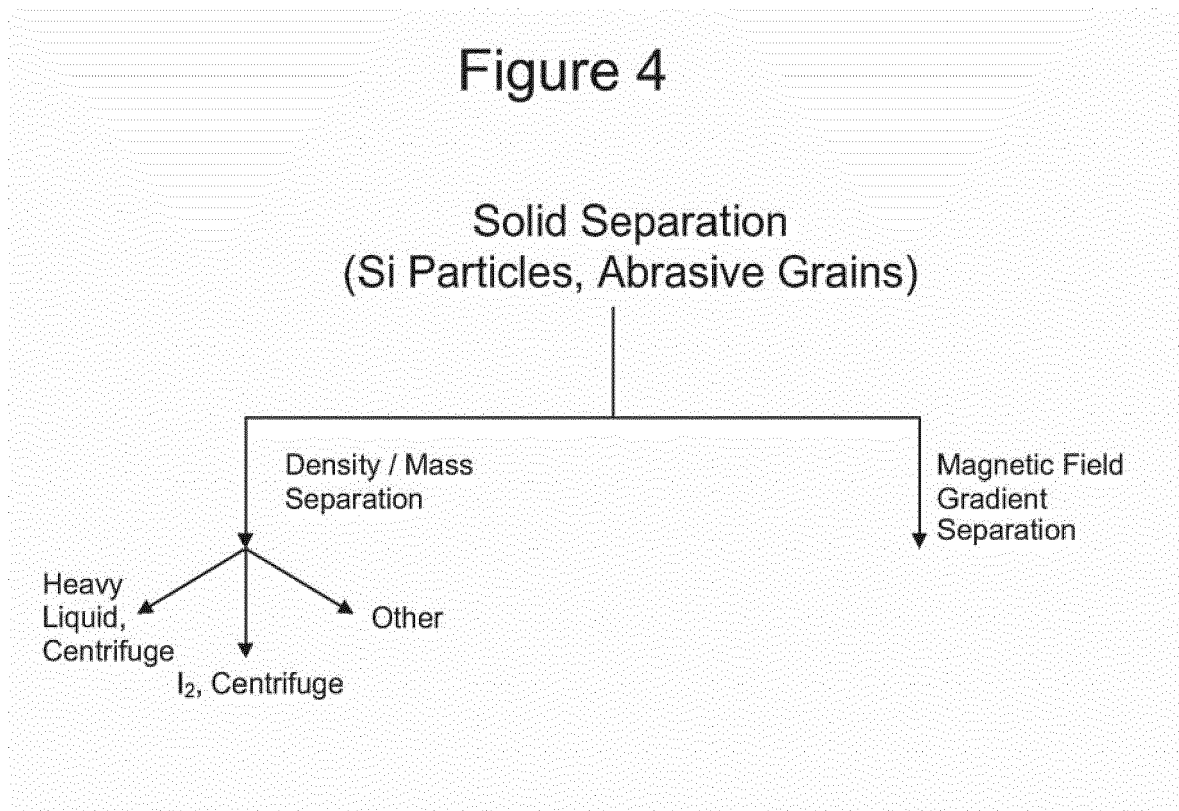 Figure 4
Solid Separation
(Si Particles, Abrasive Grains)
Density / Mass
Separation
Magnetic Field
Gradient
Separation
Heavy
Liquid,
Centrifuge
Other
I₂, Centrifuge